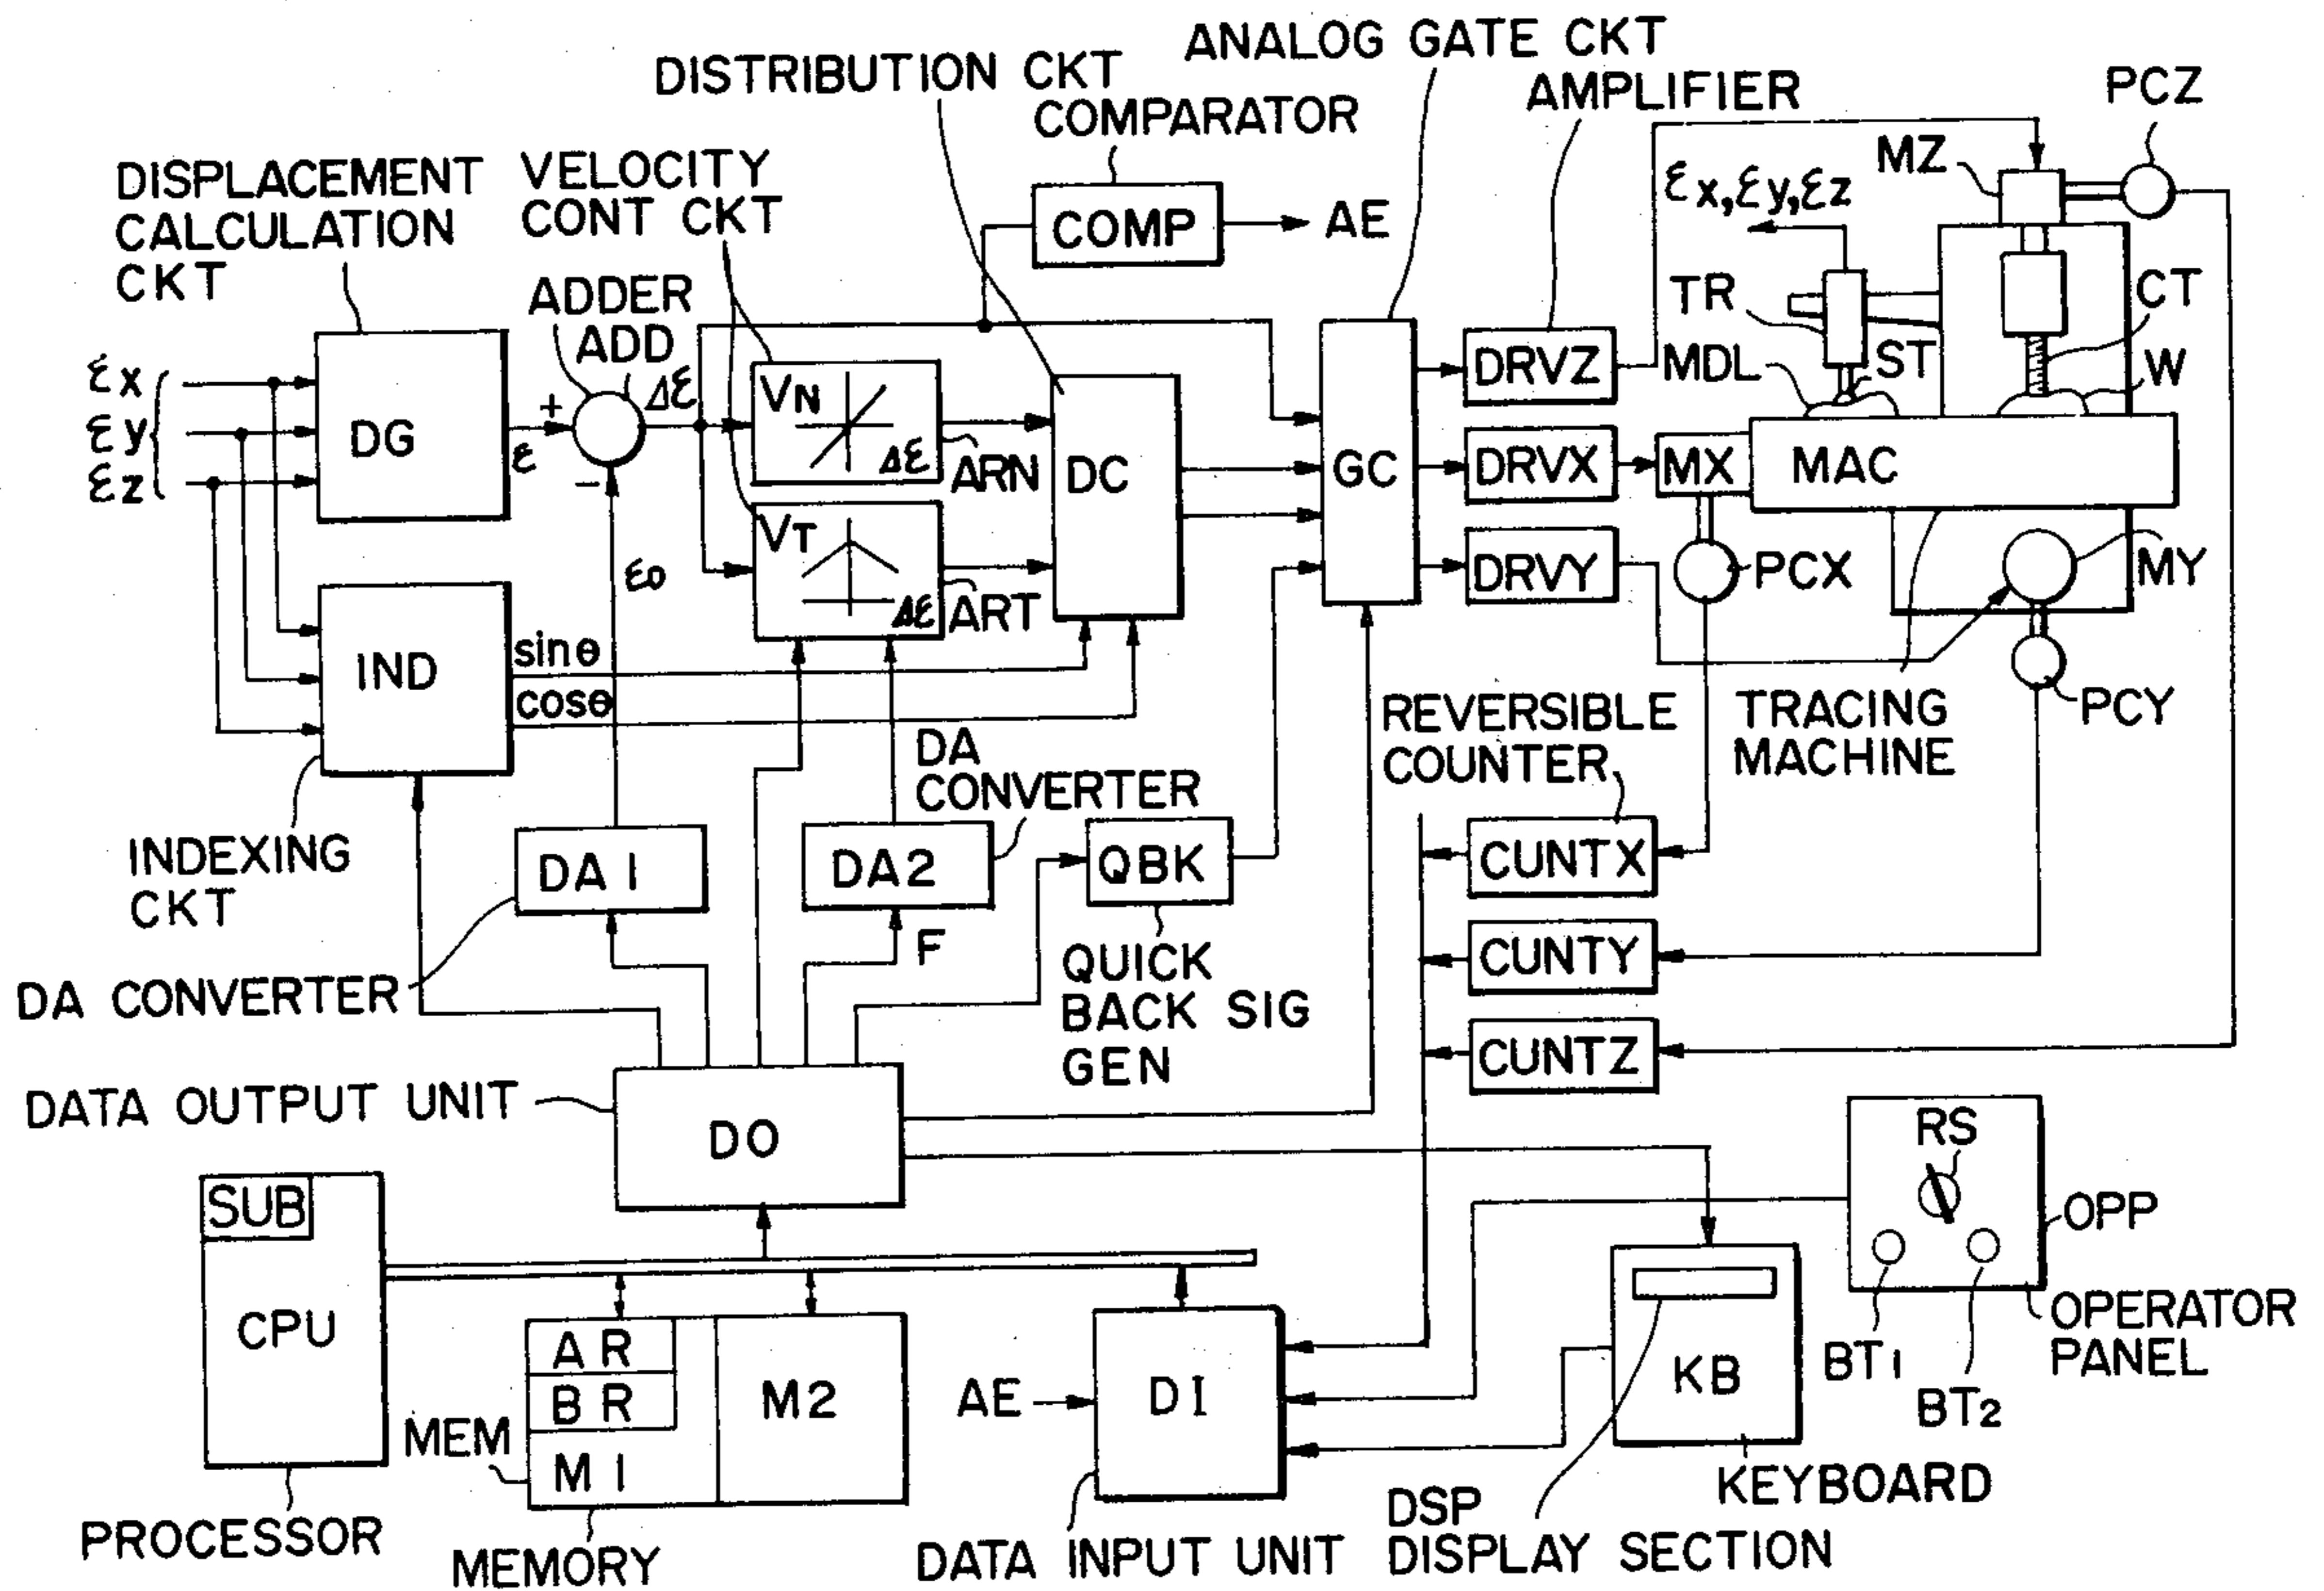 ANALOG GATE CKT
DISTRIBUTION CKT
AMPLIFIER
PCZ
COMPARATOR
MZ
DISPLACEMENT
CALCULATION
CKT
VELOCITY
CONT CKT
εx, εy, εz
COMP
AE
ADDER
ADD
TR
CT
εx
εy
εz
DG
+
−
ε
Δε
VN
Δε
ARN
DC
GC
DRVZ
MDL
ST
W
DRVX
MX
MAC
VT
Δε
ART
DRVY
PCX
MY
ε0
IND
sinθ
cosθ
PCY
REVERSIBLE
COUNTER
TRACING
MACHINE
DA
CONVERTER
INDEXING
CKT
DA 1
DA2
QBK
CUNTX
F
DA CONVERTER
QUICK
BACK SIG
GEN
CUNTY
CUNTZ
DATA OUTPUT UNIT
DO
RS
OPP
SUB
CPU
OPERATOR
PANEL
BT1
BT2
AR
BR
M1
M2
MEM
AE
DI
KB
KEYBOARD
DSP
DISPLAY SECTION
PROCESSOR
MEMORY
DATA INPUT UNIT